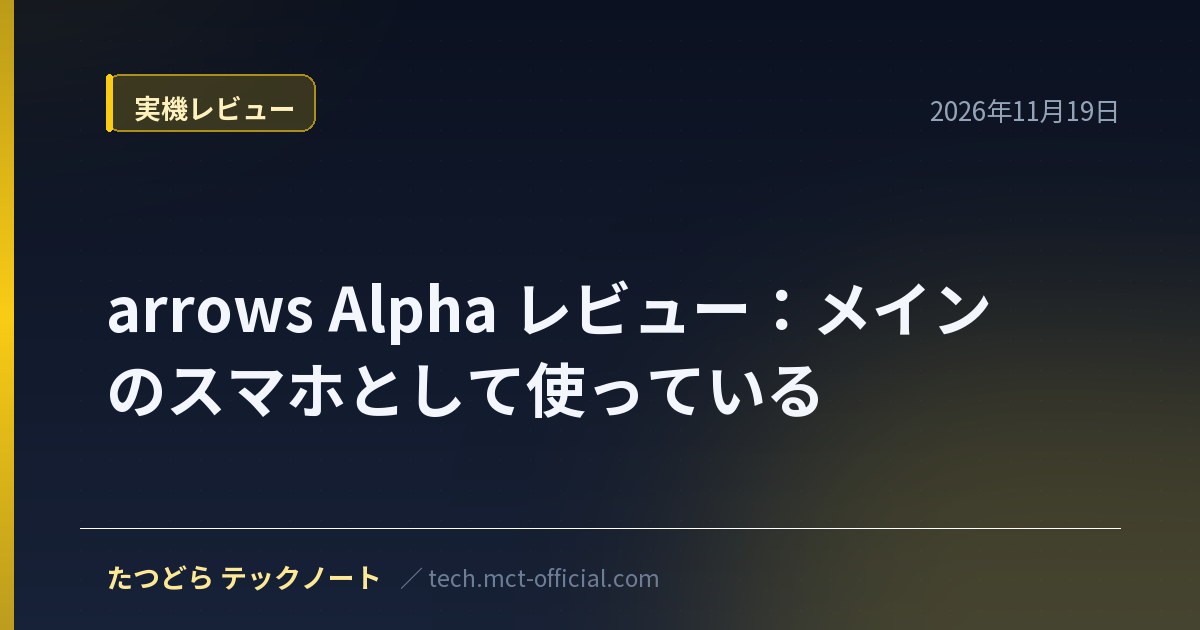 実機レビュー
2026年11月19日
arrows Alpha レビュー：メイン
のスマホとして使っている
たつどら テックノート ／ tech.mct-official.com